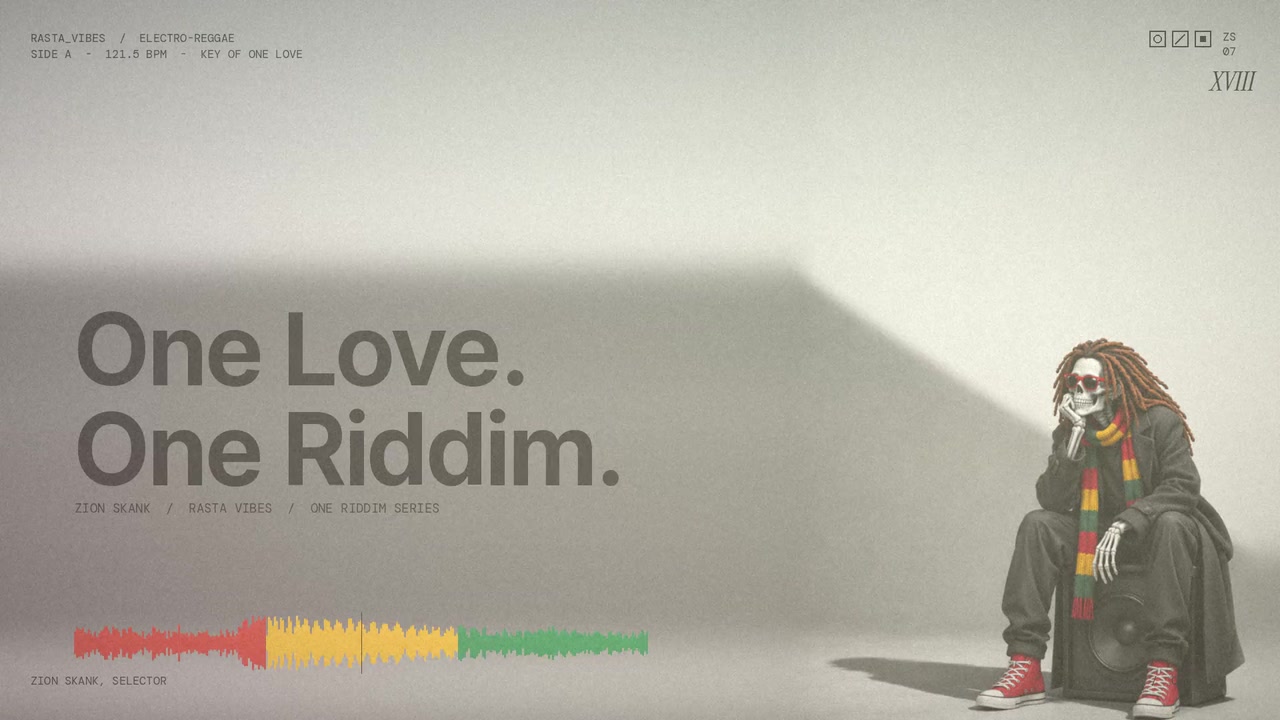 RASTA_VIBES / ELECTRO-REGGAE
SIDE A - 121.5 BPM - KEY OF ONE LOVE
ZS
07
XVIII
One Love.
One Riddim.
ZION SKANK / RASTA VIBES / ONE RIDDIM SERIES
ZION SKANK, SELECTOR